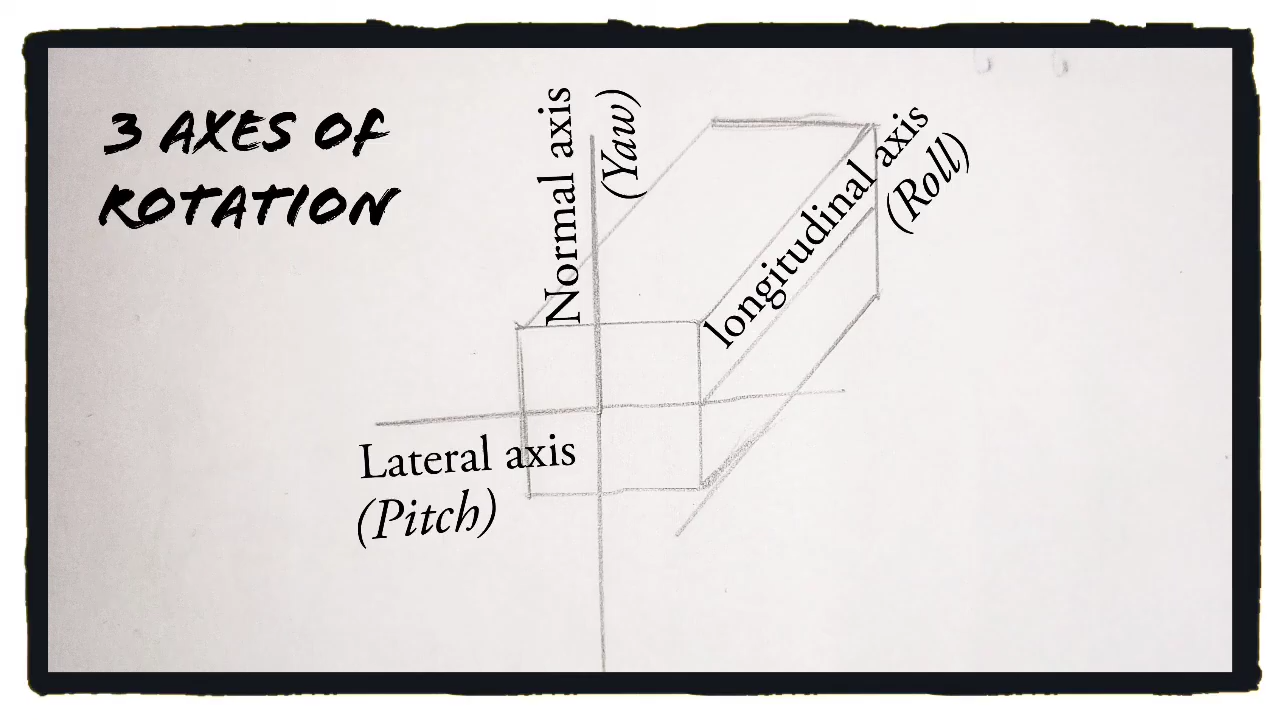 3 AXES OF
ROTATION
Normal axis
(Yaw)
longitudinal axis
(Roll)
Lateral axis
(Pitch)